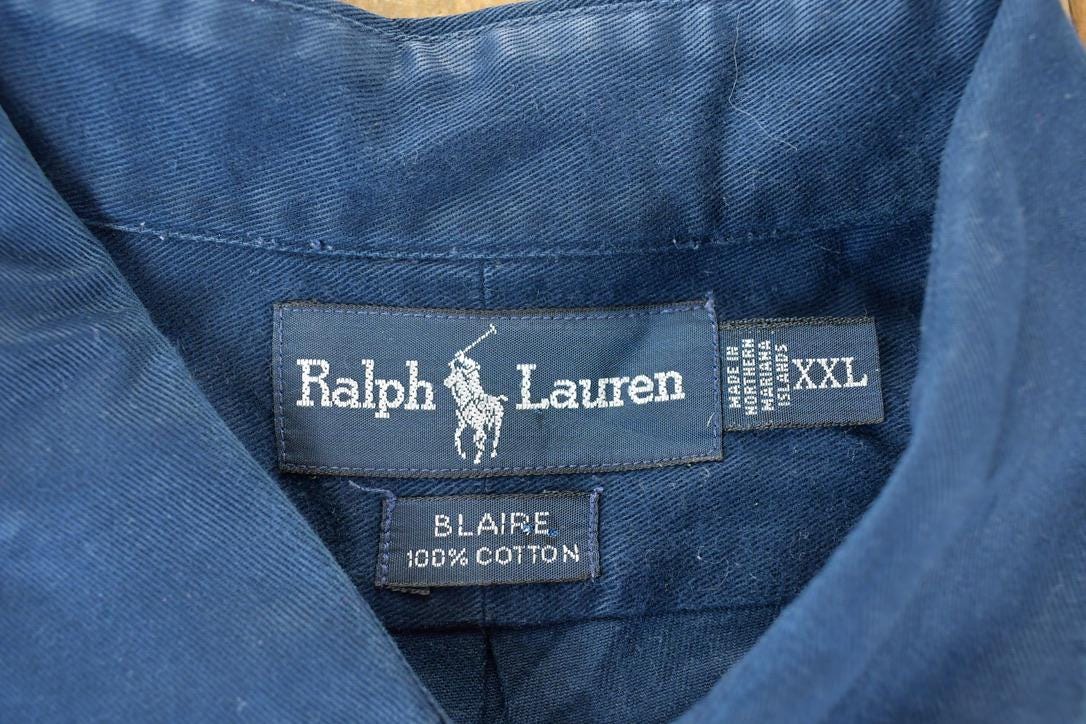 Ralph Lauren
MADE IN
NORTHERN
MARIANA
ISLANDS
XXL
BLAIRE
100% COTTON